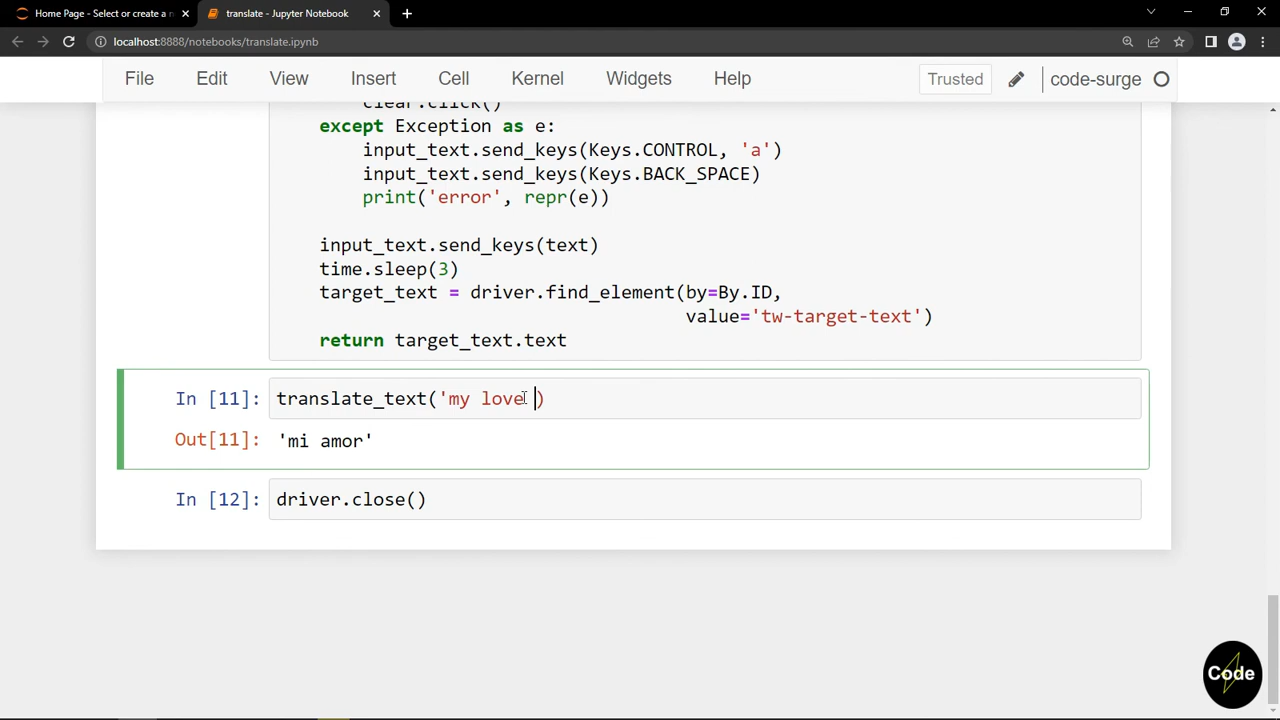 Home Page - Select or create a n
translate - Jupyter Notebook
localhost:8888/notebooks/translate.ipynb
File Edit View Insert Cell Kernel Widgets Help Trusted code-surge
clear.click()
except Exception as e:
input_text.send_keys(Keys.CONTROL, 'a')
input_text.send_keys(Keys.BACK_SPACE)
print('error', repr(e))
input_text.send_keys(text)
time.sleep(3)
target_text = driver.find_element(by=By.ID,
value='tw-target-text')
return target_text.text
In [11]: translate_text('my love )
Out[11]: 'mi amor'
In [12]: driver.close()
Code